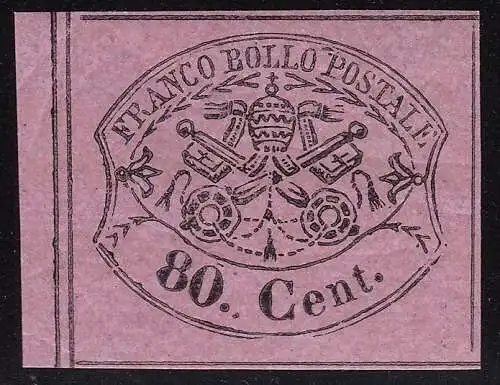 FRANCO BOLLO POSTALE
80. Cent.